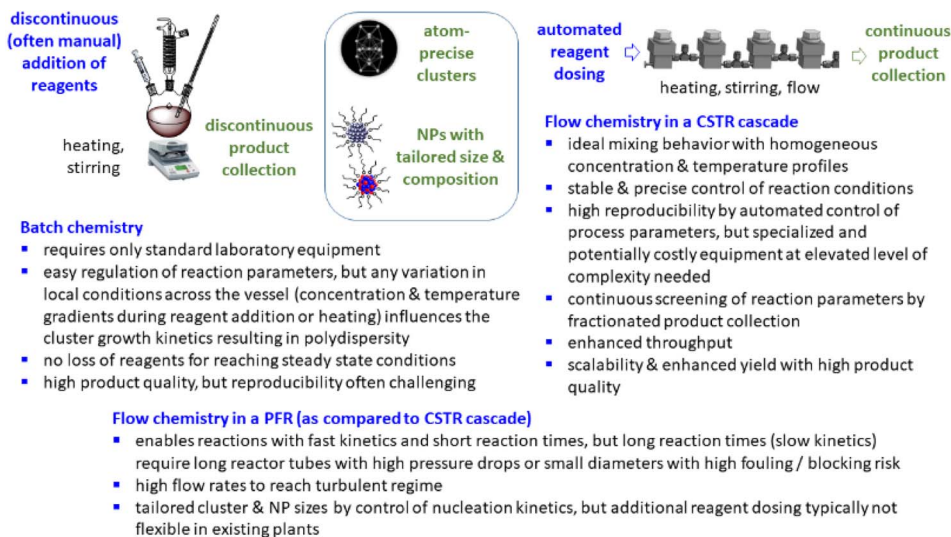 discontinuous
(often manual)
addition of
reagents
heating,
stirring
discontinuous
product
collection
atom-
precise
clusters
NPs with
tailored size &
composition
automated
reagent
dosing
heating, stirring, flow
continuous
product
collection
Batch chemistry
▪ requires only standard laboratory equipment
▪ easy regulation of reaction parameters, but any variation in
local conditions across the vessel (concentration & temperature
gradients during reagent addition or heating) influences the
cluster growth kinetics resulting in polydispersity
▪ no loss of reagents for reaching steady state conditions
▪ high product quality, but reproducibility often challenging
Flow chemistry in a CSTR cascade
▪ ideal mixing behavior with homogeneous
concentration & temperature profiles
▪ stable & precise control of reaction conditions
▪ high reproducibility by automated control of
process parameters, but specialized and
potentially costly equipment at elevated level of
complexity needed
▪ continuous screening of reaction parameters by
fractionated product collection
▪ enhanced throughput
▪ scalability & enhanced yield with high product
quality
Flow chemistry in a PFR (as compared to CSTR cascade)
▪ enables reactions with fast kinetics and short reaction times, but long reaction times (slow kinetics)
require long reactor tubes with high pressure drops or small diameters with high fouling / blocking risk
▪ high flow rates to reach turbulent regime
▪ tailored cluster & NP sizes by control of nucleation kinetics, but additional reagent dosing typically not
flexible in existing plants